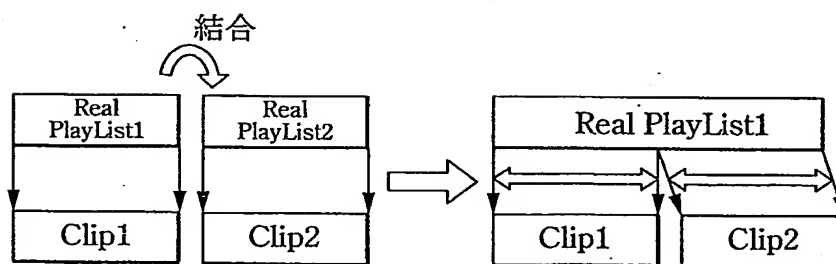 結合
Real
PlayList1
Real
PlayList2
Real PlayList1
Clip1
Clip2
Clip1
Clip2